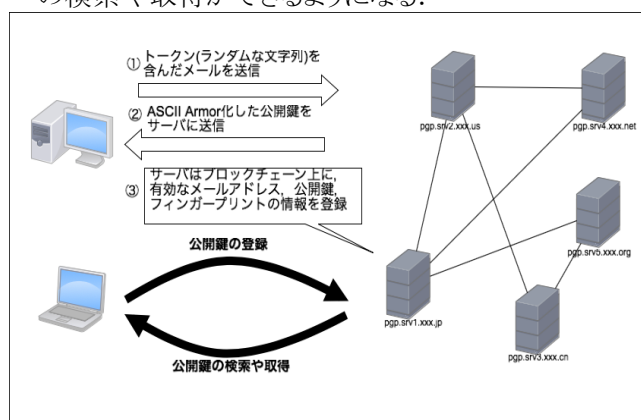 の検索や取得ができるようになる.
① トークン(ランダムな文字列)を
含んだメールを送信
② ASCII Armor化した公開鍵を
サーバに送信
③ サーバはブロックチェーン上に,
有効なメールアドレス，公開鍵,
フィンガープリントの情報を登録
公開鍵の登録
公開鍵の検索や取得
pgp.srv2.xxx.us
pgp.srv4.xxx.net
pgp.srv5.xxx.org
pgp.srv1.xxx.jp
pgp.srv3.xxx.cn